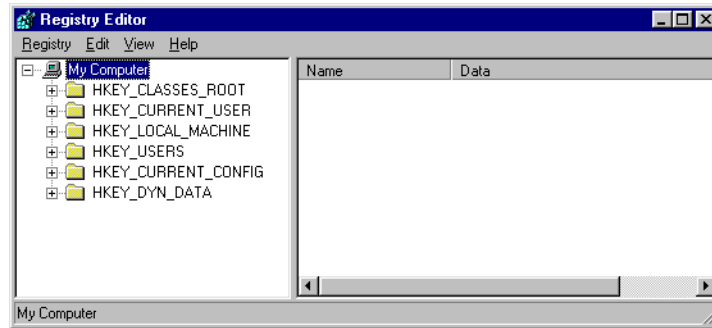 Registry Editor
Registry Edit View Help
My Computer
Name Data
HKEY_CLASSES_ROOT
HKEY_CURRENT_USER
HKEY_LOCAL_MACHINE
HKEY_USERS
HKEY_CURRENT_CONFIG
HKEY_DYN_DATA
My Computer